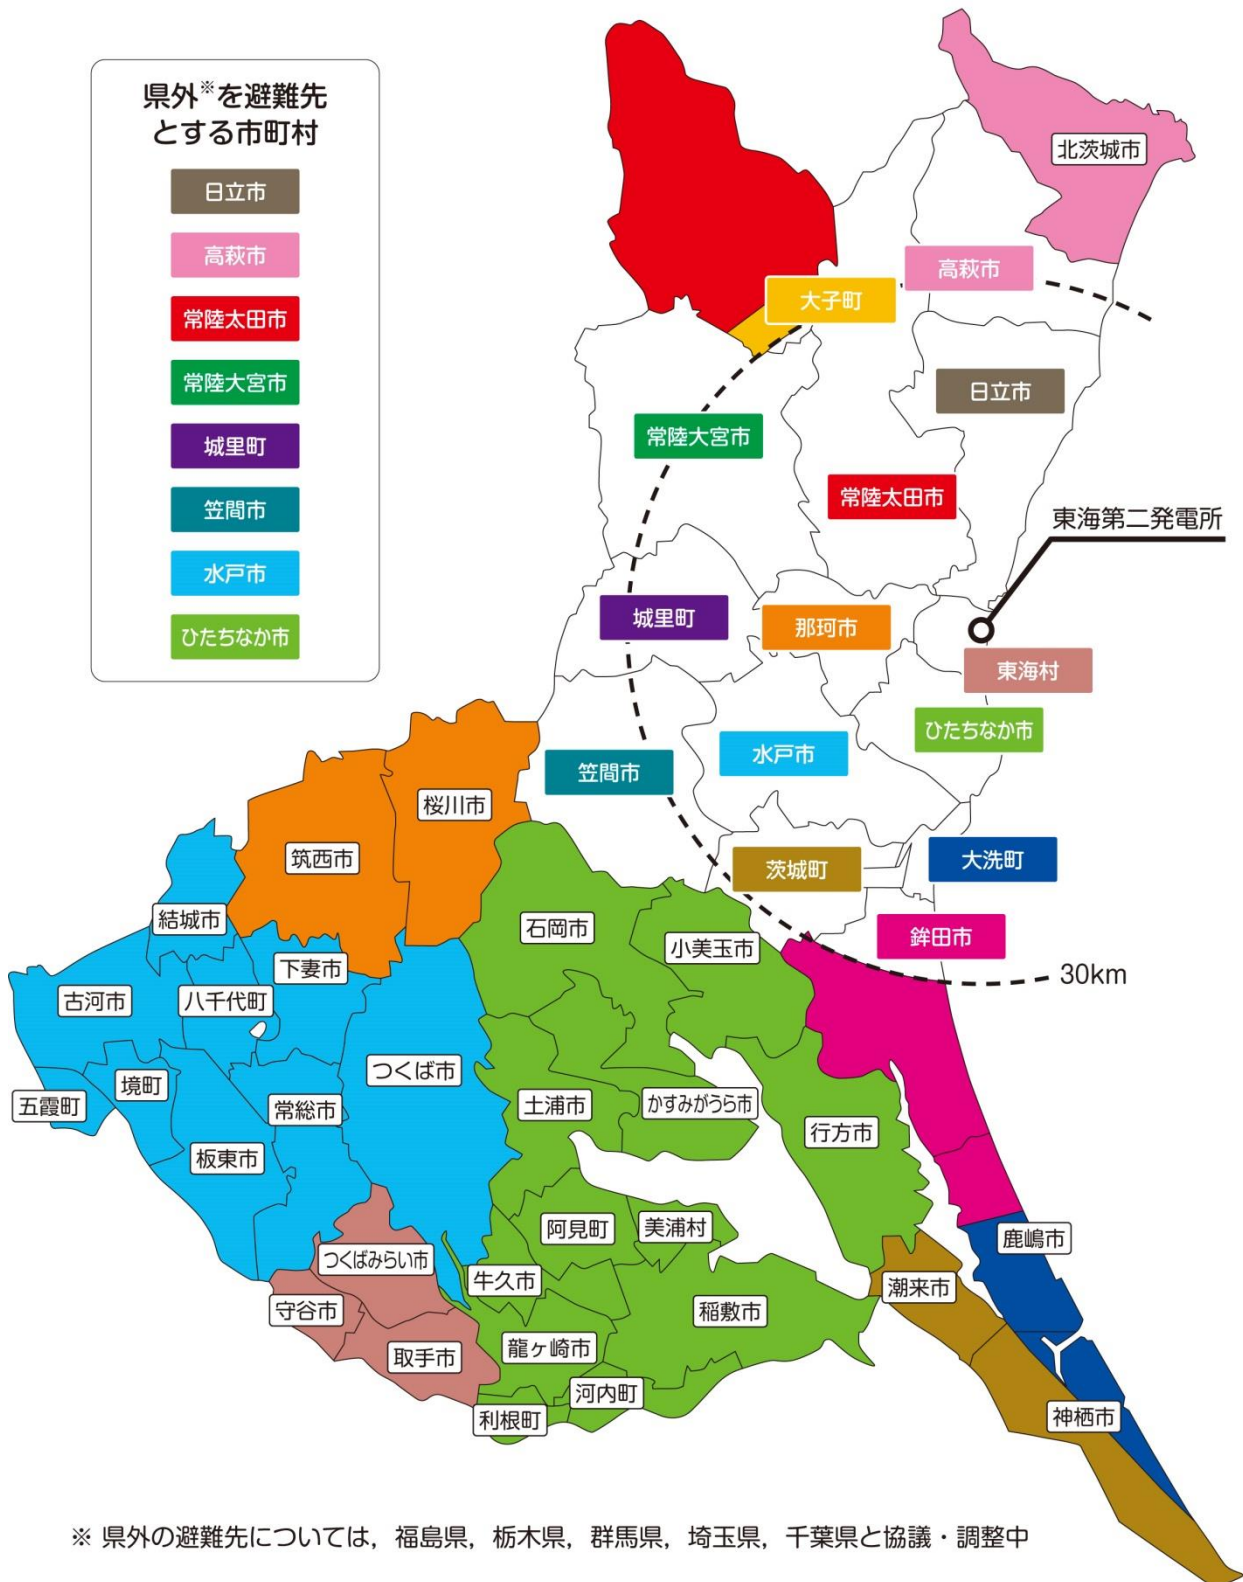 県外※を避難先
とする市町村
日立市
高萩市
常陸太田市
常陸大宮市
城里町
笠間市
水戸市
ひたちなか市
北茨城市
高萩市
大子町
日立市
常陸大宮市
常陸太田市
東海第二発電所
城里町
那珂市
東海村
ひたちなか市
水戸市
笠間市
桜川市
筑西市
茨城町
大洗町
結城市
石岡市
小美玉市
鉾田市
下妻市
30km
古河市
八千代町
つくば市
境町
五霞町
常総市
土浦市
かすみがうら市
行方市
板東市
阿見町
美浦村
鹿嶋市
つくばみらい市
牛久市
潮来市
守谷市
稲敷市
龍ヶ崎市
取手市
河内町
利根町
神栖市
※ 県外の避難先については，福島県，栃木県，群馬県，埼玉県，千葉県と協議・調整中